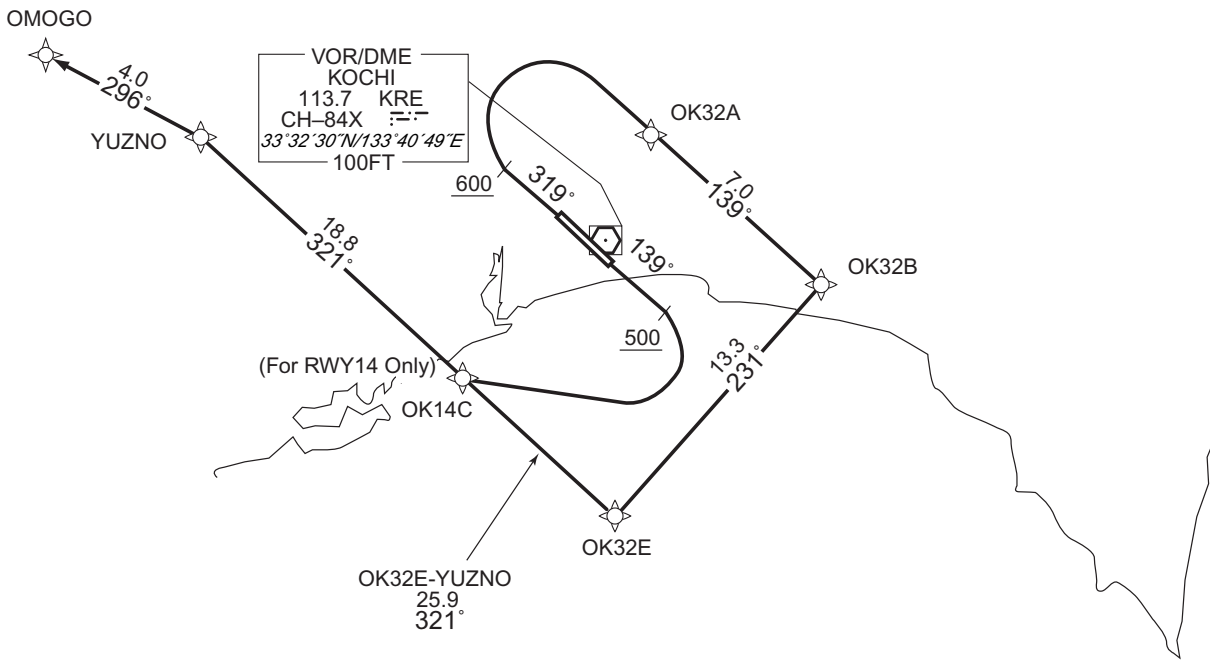 OMOGO
4.0
296°
YUZNO
VOR/DME
KOCHI
113.7 KRE
CH–84X
33°32´30˝N/133°40´49˝E
100FT
OK32A
7.0
139°
600
319°
139°
OK32B
18.8
321°
500
13.3
231°
(For RWY14 Only)
OK14C
OK32E
OK32E-YUZNO
25.9
321°